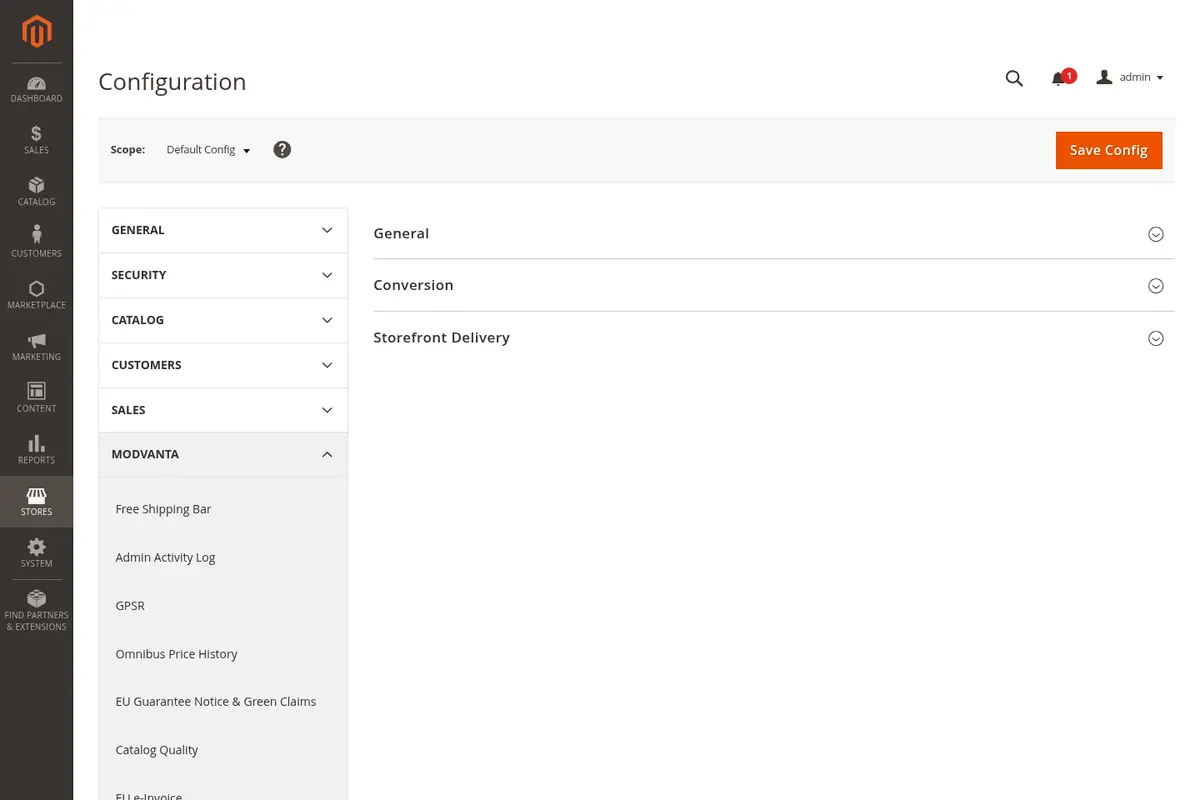 DASHBOARD
SALES
CATALOG
CUSTOMERS
MARKETPLACE
MARKETING
CONTENT
REPORTS
STORES
SYSTEM
FIND PARTNERS
& EXTENSIONS
Configuration
1
admin
Scope:
Default Config
?
Save Config
GENERAL
SECURITY
CATALOG
CUSTOMERS
SALES
MODVANTA
Free Shipping Bar
Admin Activity Log
GPSR
Omnibus Price History
EU Guarantee Notice & Green Claims
Catalog Quality
EU e-Invoice
General
Conversion
Storefront Delivery